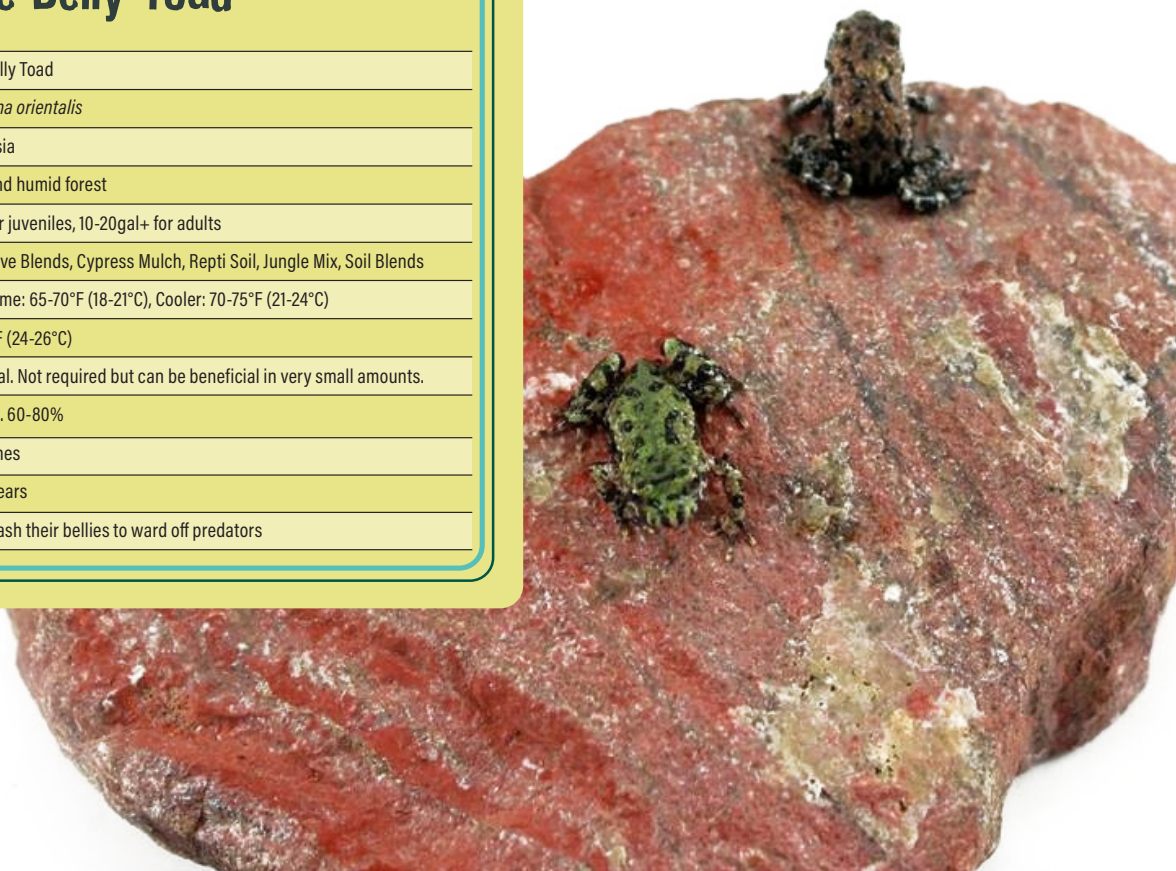 Belly Toad
lly Toad
na orientalis
sia
nd humid forest
r juveniles, 10-20gal+ for adults
ve Blends, Cypress Mulch, Repti Soil, Jungle Mix, Soil Blends
me: 65-70°F (18-21°C), Cooler: 70-75°F (21-24°C)
F (24-26°C)
al. Not required but can be beneficial in very small amounts.
. 60-80%
hes
ears
ash their bellies to ward off predators